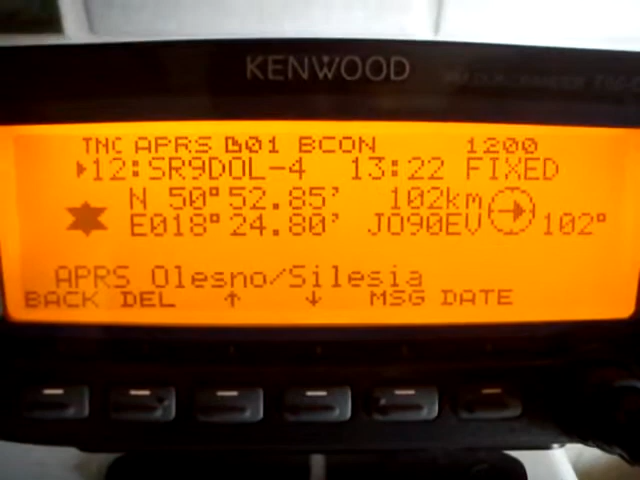 KENWOOD
TNC APRS 01 BCON 1200
12:SR9DOL-4 13:22 FIXED
N 50°52.85' 102km
E018°24.80' JO90EV 102°
APRS Olesno/Silesia
BACK DEL ↑ ↓ MSG DATE